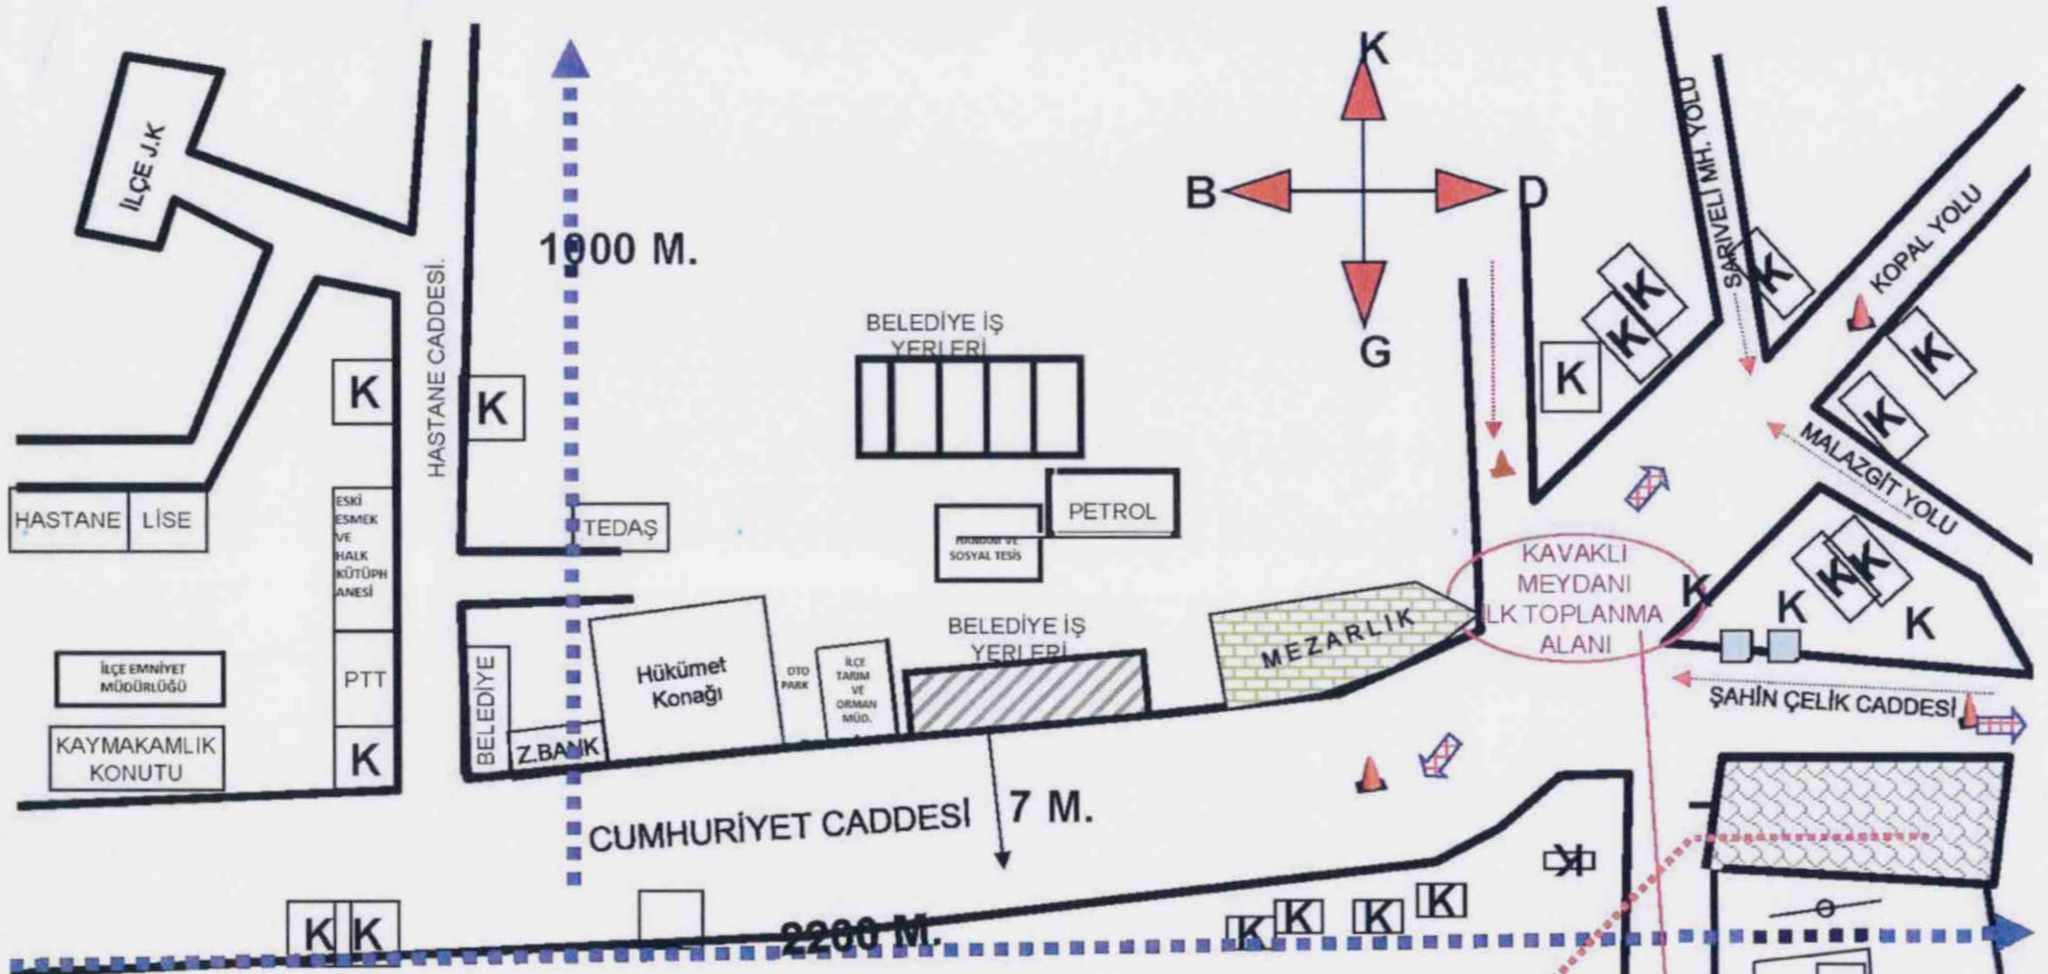 K
B
D
G
İLÇE J.K
1000 M.
HASTANE CADDESİ.
SARIVELİ MH. YOLU
KOPAL YOLU
K
K
K
K
K
K
K
K
BELEDİYE İŞ
YERLERİ
MALAZGİT YOLU
HASTANE
LİSE
ESKİ
ESMEK
VE
HALK
KÜTÜPH
ANESİ
TEDAŞ
PETROL
HAMAM VE
SOSYAL TESİS
KAVAKLI
MEYDANI
İLK TOPLANMA
ALANI
K
K
K
K
K
BELEDİYE İŞ
YERLERİ
MEZARLIK
İLÇE EMNİYET
MÜDÜRLÜĞÜ
PTT
BELEDİYE
Hükümet
Konağı
OTO
PARK
İLÇE
TARIM
VE
ORMAN
MÜD.
ŞAHİN ÇELİK CADDESİ
KAYMAKAMLIK
KONUTU
K
Z.BANK
CUMHURİYET CADDESİ
7 M.
K
K
K
K
K
K
K
2200 M.